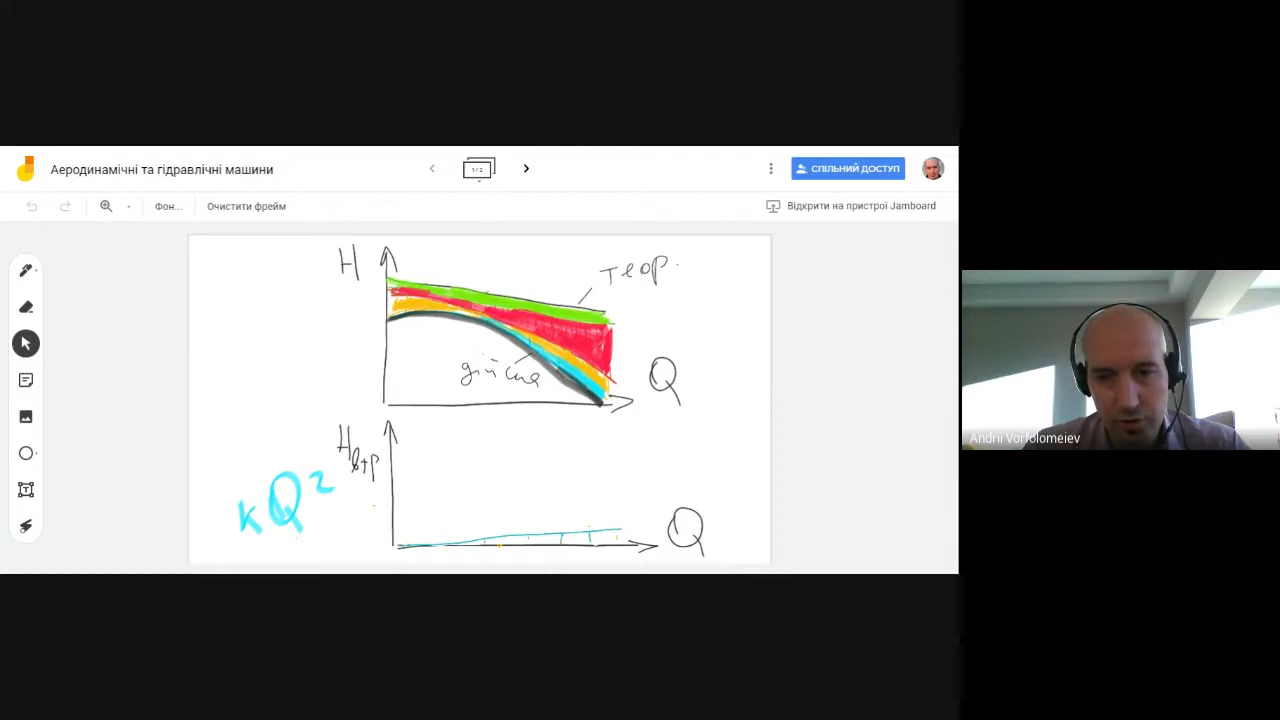 Аеродинамічні та гідравлічні машини
1/2
СПІЛЬНИЙ ДОСТУП
Фон...
Очистити фрейм
Відкрити на пристрої Jamboard
H
теор.
дійсна
Q
Hвтр
kQ²
Q
Andrii Vorfolomeiev